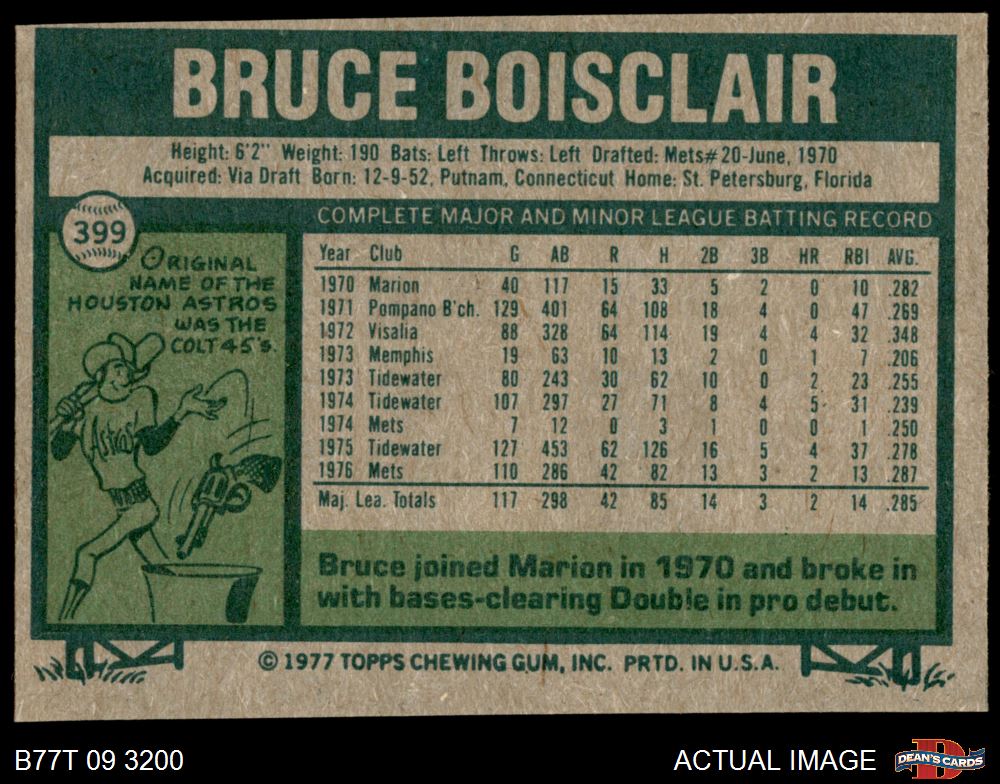 BRUCE BOISCLAIR
Height: 6'2" Weight: 190 Bats: Left Throws: Left Drafted: Mets#20-June, 1970
Acquired: Via Draft Born: 12-9-52, Putnam, Connecticut Home: St. Petersburg, Florida
399
ORIGINAL
NAME OF THE
HOUSTON ASTROS
WAS THE
COLT 45's.
Astros
COMPLETE MAJOR AND MINOR LEAGUE BATTING RECORD
Year Club G AB R H 2B 3B HR RBI AVG.
1970 Marion 40 117 15 33 5 2 0 10 .282
1971 Pompano B'ch. 129 401 64 108 18 4 0 47 .269
1972 Visalia 88 328 64 114 19 4 4 32 .348
1973 Memphis 19 63 10 13 2 0 1 7 .206
1973 Tidewater 80 243 30 62 10 0 2 23 .255
1974 Tidewater 107 297 27 71 8 4 5 31 .239
1974 Mets 7 12 0 3 1 0 0 1 .250
1975 Tidewater 127 453 62 126 16 5 4 37 .278
1976 Mets 110 286 42 82 13 3 2 13 .287
Maj. Lea. Totals 117 298 42 85 14 3 2 14 .285
Bruce joined Marion in 1970 and broke in
with bases-clearing Double in pro debut.
© 1977 TOPPS CHEWING GUM, INC. PRTD. IN U.S.A.
B77T 09 3200
ACTUAL IMAGE
D
DEAN'S CARDS